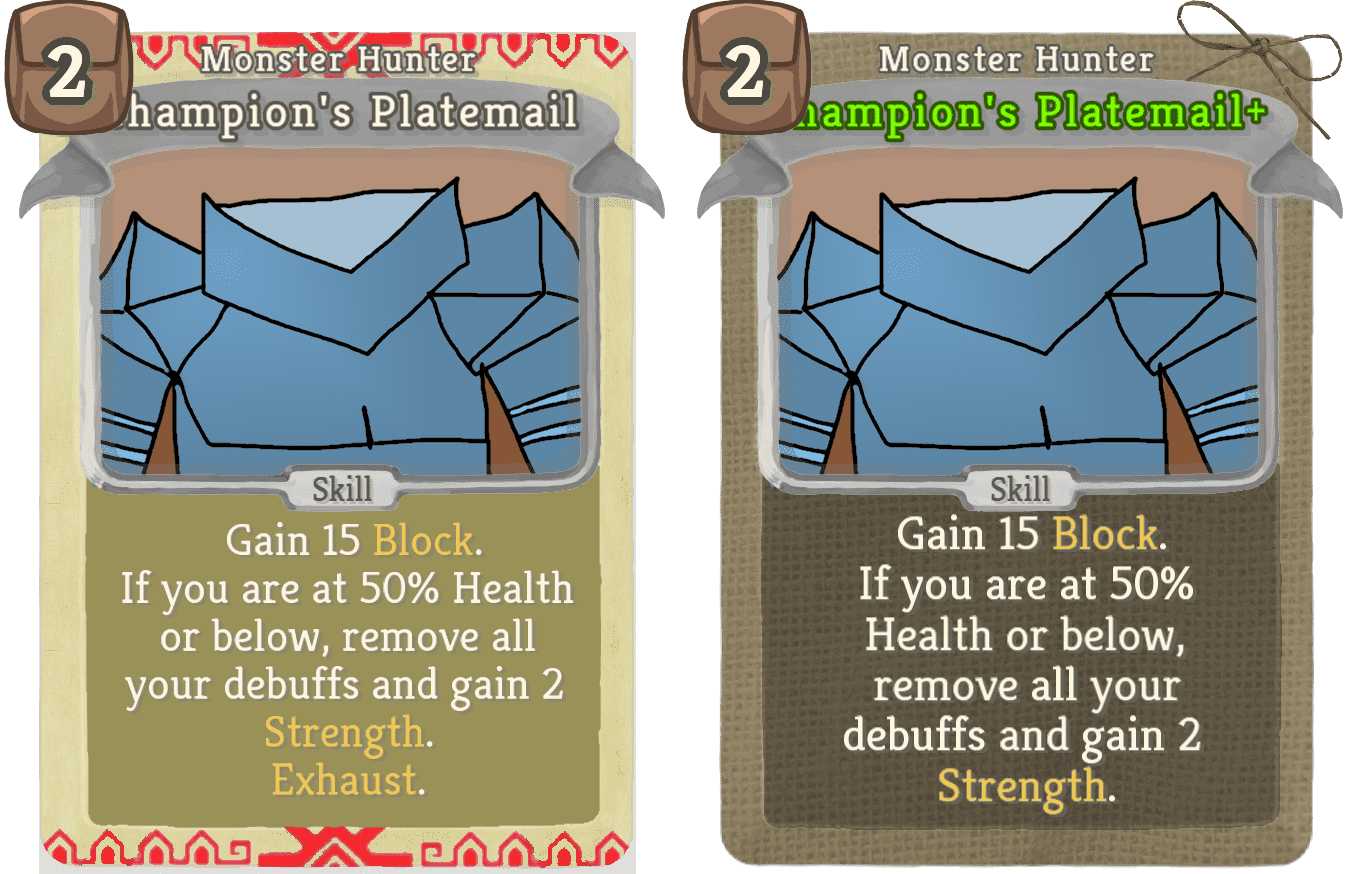 2
Monster Hunter
hampion's Platemail
Gain 15 Block.
If you are at 50% Health
or below, remove all
your debuffs and gain 2
Strength.
Exhaust.
Skill
2
Monster Hunter
hampion's Platemail+
Skill
Gain 15 Block.
If you are at 50%
Health or below,
remove all your
debuffs and gain 2
Strength.